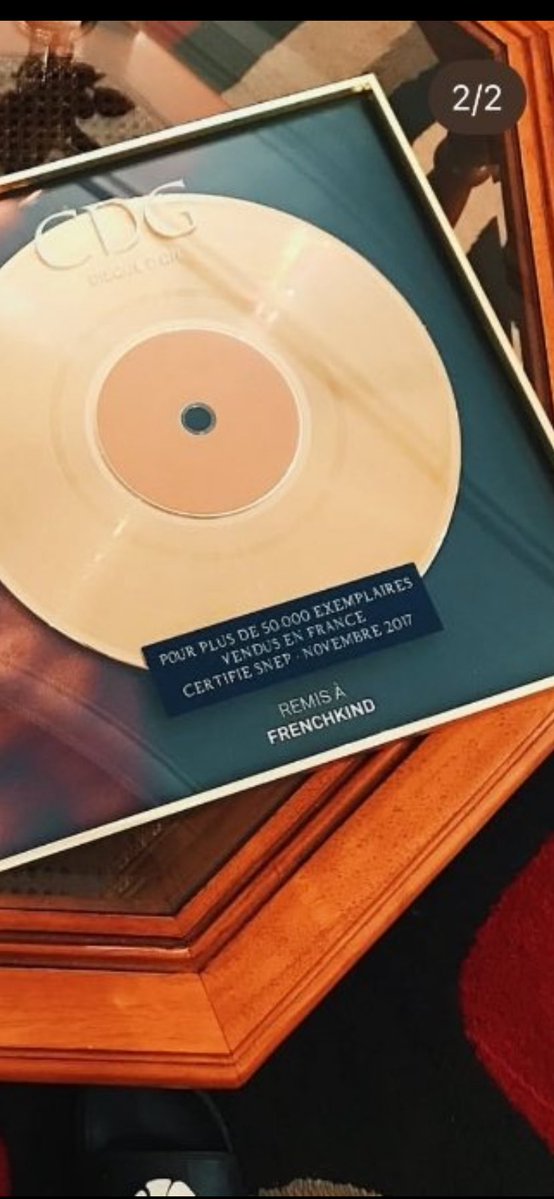 2/2
CDG
DISQUE D'OR
POUR PLUS DE 50.000 EXEMPLAIRES
VENDUS EN FRANCE
CERTIFIE SNEP · NOVEMBRE 2017
REMIS À
FRENCHKIND